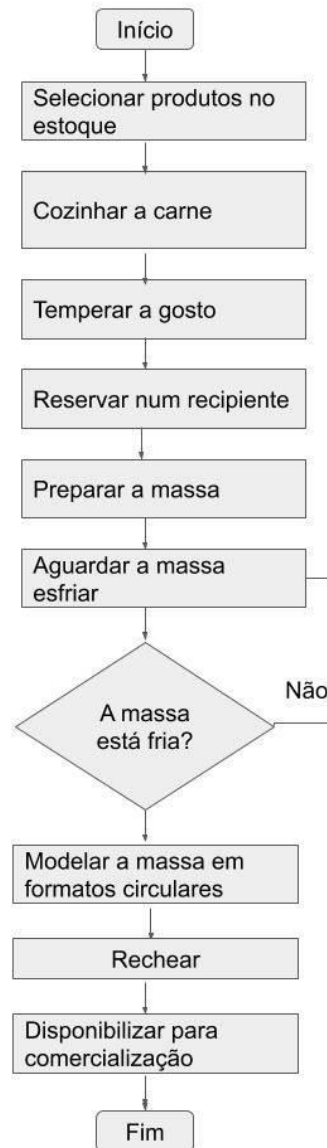 Início
Selecionar produtos no
estoque
Cozinhar a carne
Temperar a gosto
Reservar num recipiente
Preparar a massa
Aguardar a massa
esfriar
Não
A massa
está fria?
Modelar a massa em
formatos circulares
Rechear
Disponibilizar para
comercialização
Fim